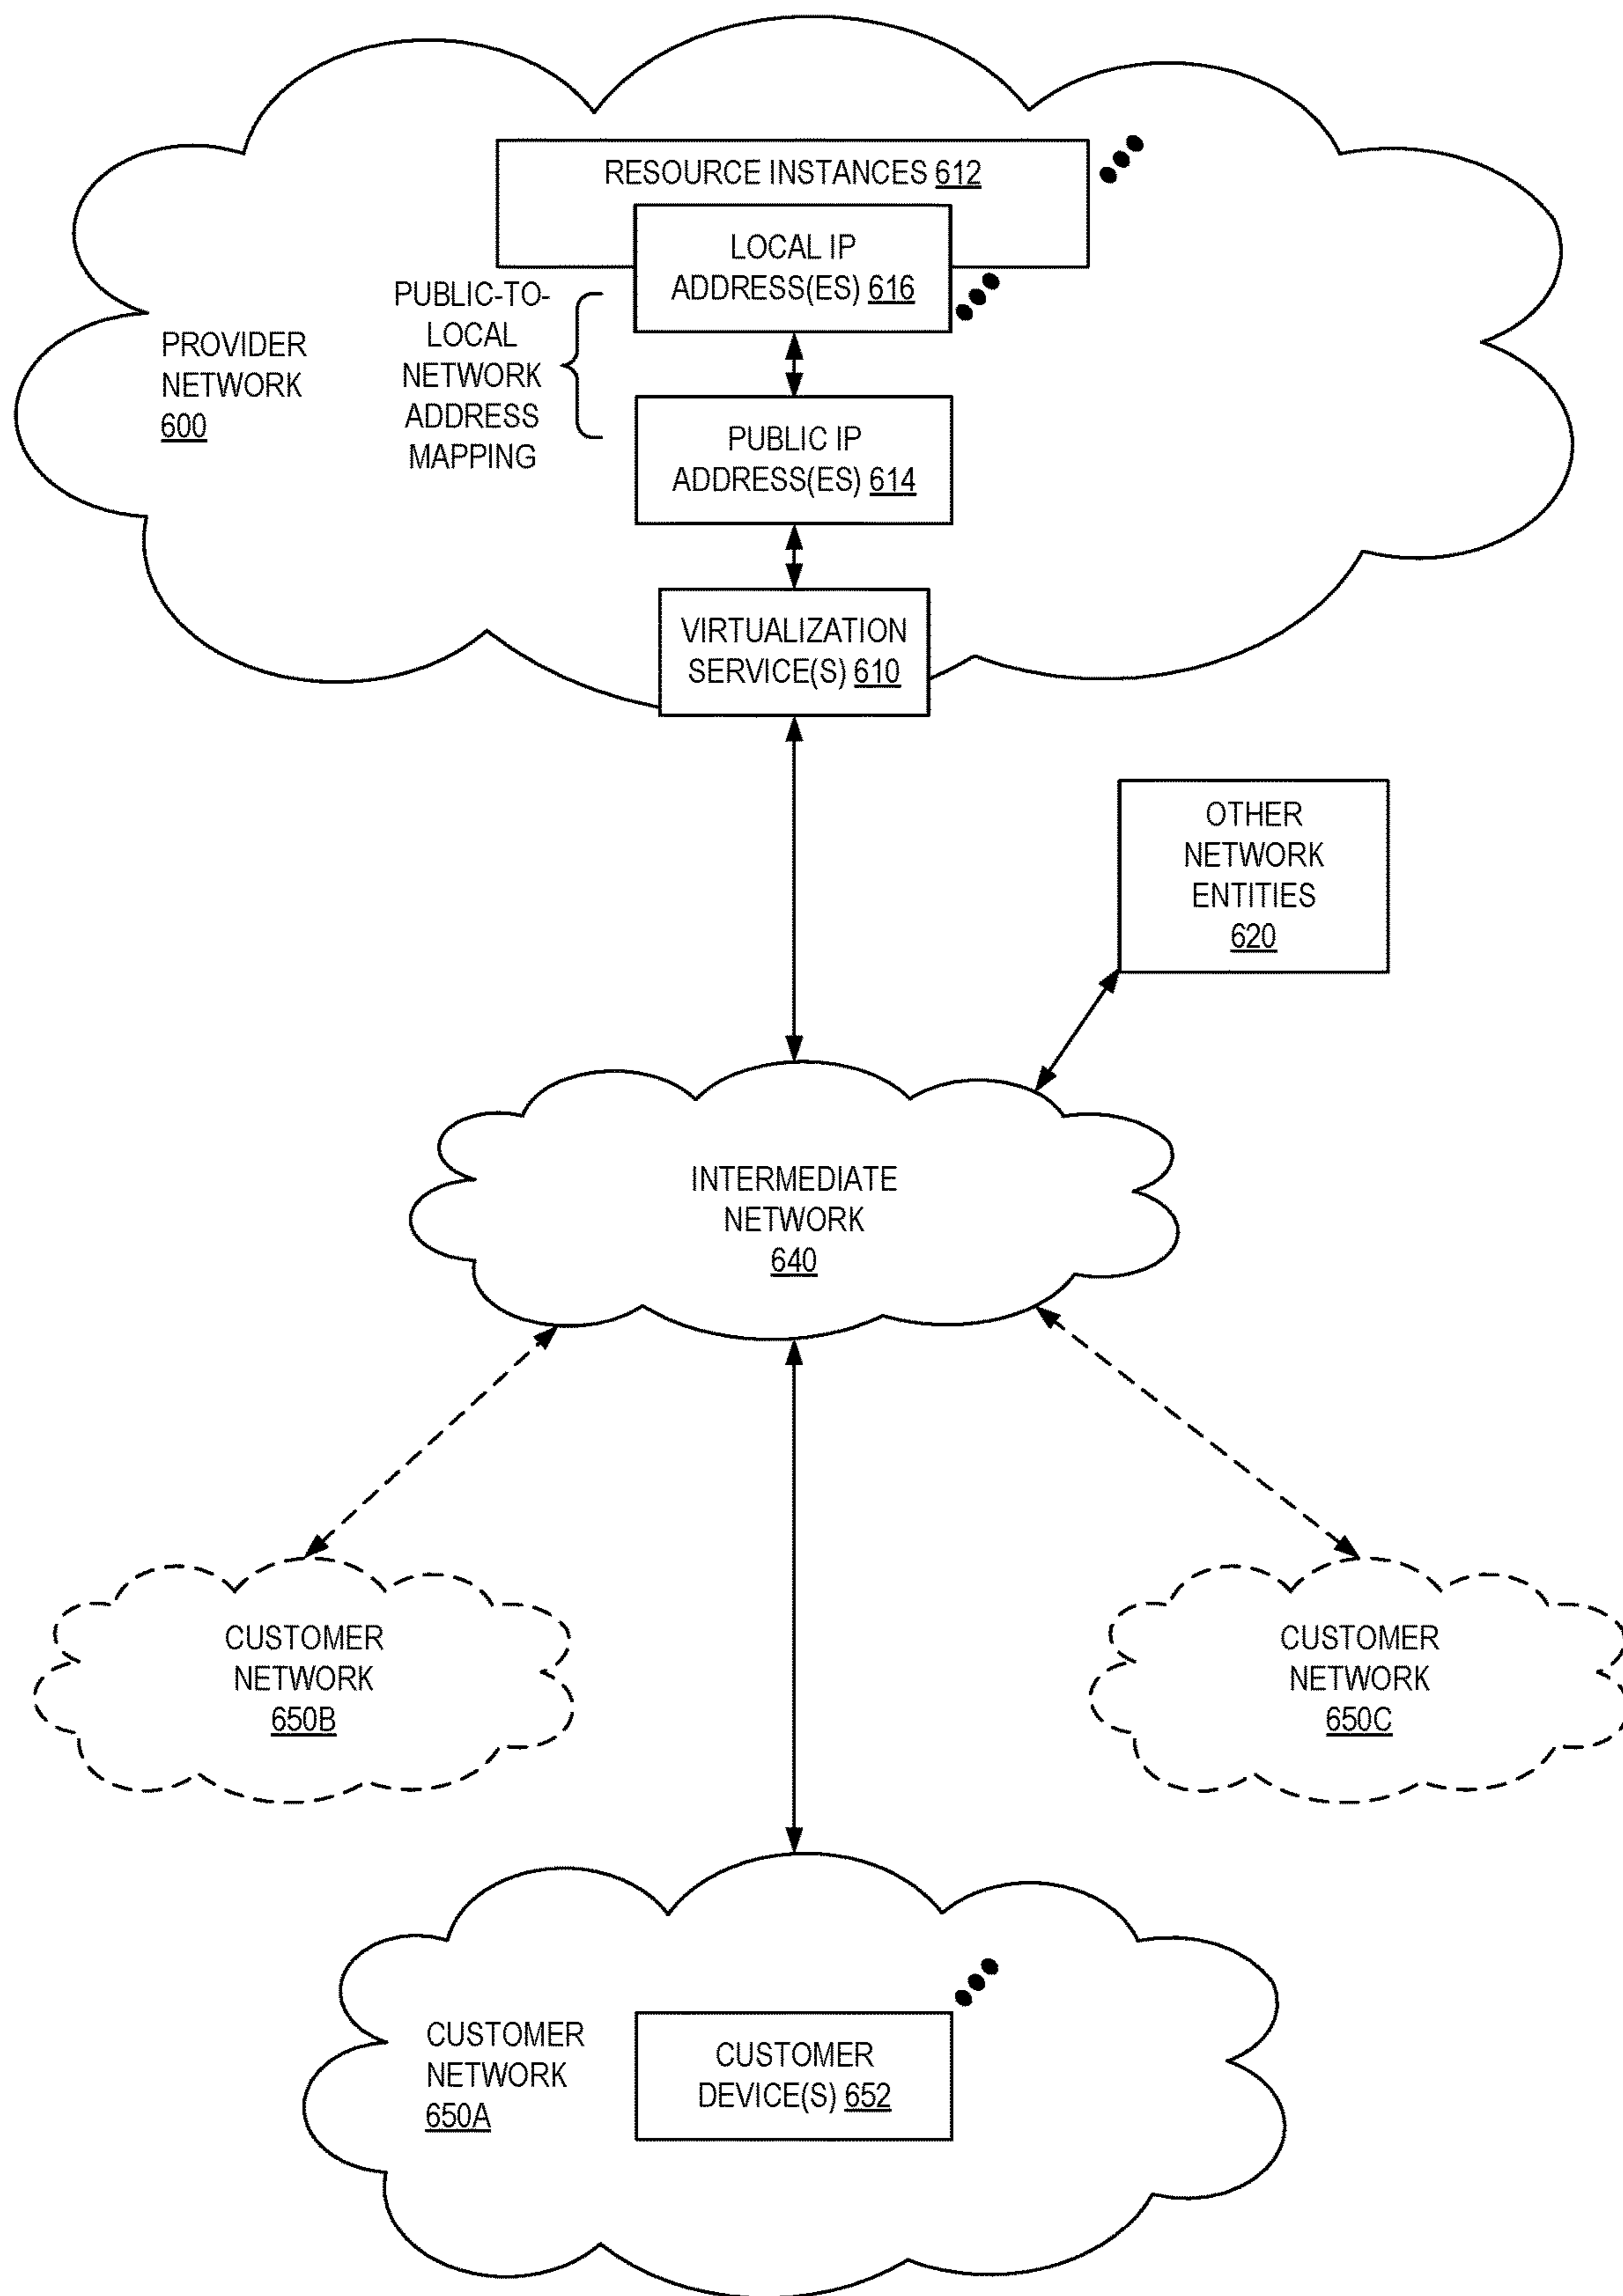 RESOURCE INSTANCES 612
LOCAL IP
ADDRESS(ES) 616
PUBLIC-TO-
LOCAL
NETWORK
ADDRESS
MAPPING
PROVIDER
NETWORK
600
PUBLIC IP
ADDRESS(ES) 614
VIRTUALIZATION
SERVICE(S) 610
OTHER
NETWORK
ENTITIES
620
INTERMEDIATE
NETWORK
640
CUSTOMER
NETWORK
650B
CUSTOMER
NETWORK
650C
CUSTOMER
NETWORK
650A
CUSTOMER
DEVICE(S) 652